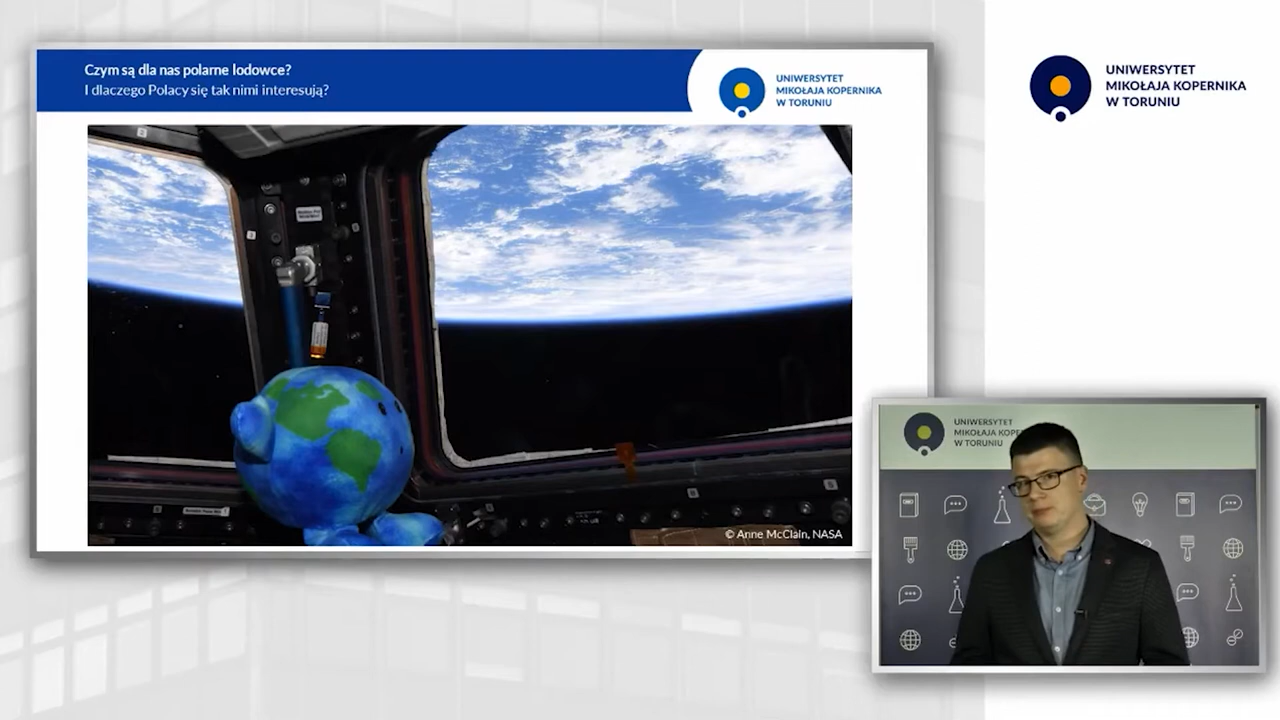 Czym są dla nas polarne lodowce?
I dlaczego Polacy się tak nimi interesują?
UNIWERSYTET
MIKOŁAJA KOPERNIKA
W TORUNIU
© Anne McClain, NASA
UNIWERSYTET
MIKOŁAJA KOPERNIKA
W TORUNIU
UNIWERSYTET
MIKOŁAJA KOPE
W TORUNIU